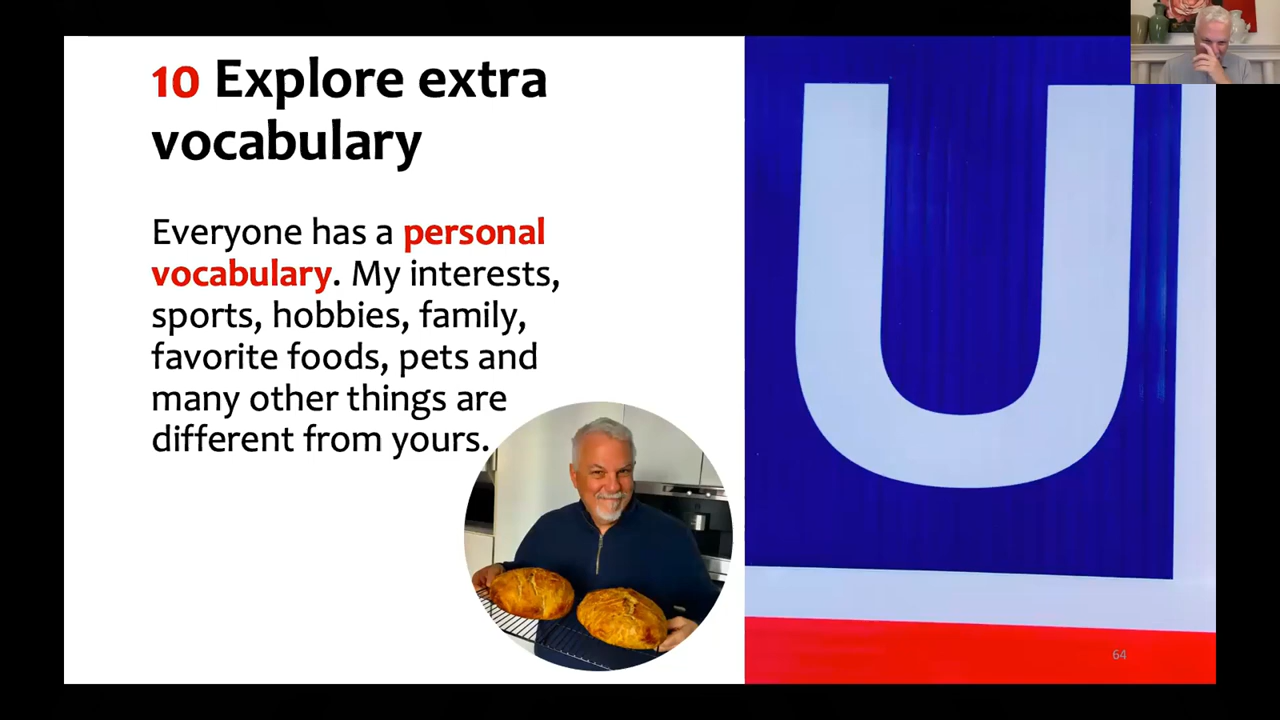 10 Explore extra
vocabulary
Everyone has a personal
vocabulary. My interests,
sports, hobbies, family,
favorite foods, pets and
many other things are
different from yours.
U
64